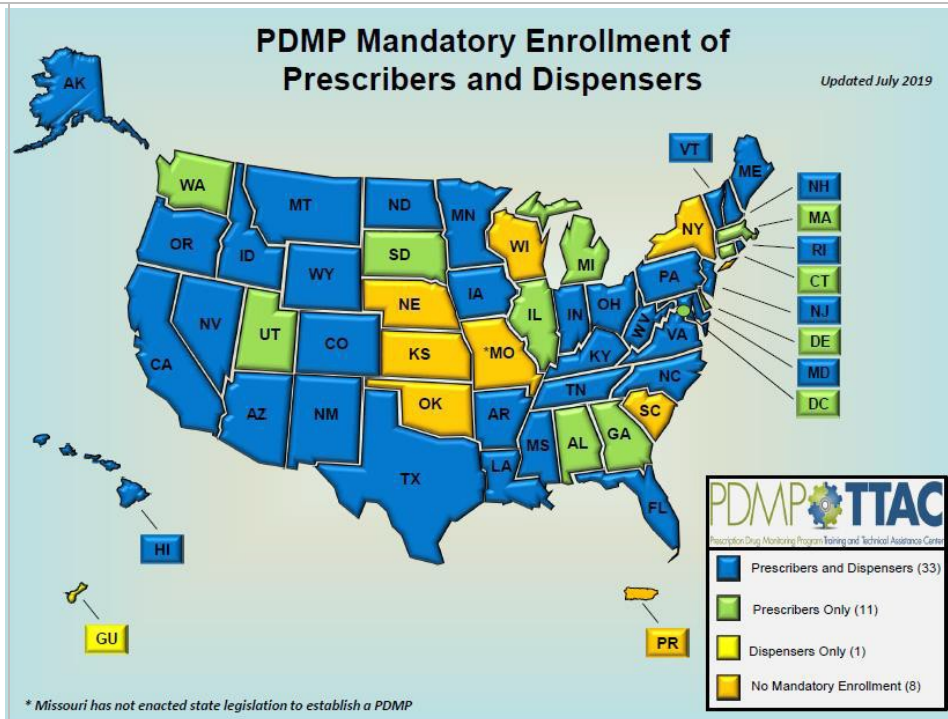 PDMP Mandatory Enrollment of
Prescribers and Dispensers
Updated July 2019
AK
VT
ME
WA
MT
ND
MN
NH
MA
OR
ID
SD
WI
MI
NY
RI
WY
CT
IA
PA
NE
NJ
NV
UT
CO
IL
IN
OH
WV
VA
DE
CA
KS
*MO
KY
MD
NC
TN
DC
AZ
NM
OK
AR
SC
MS
AL
GA
TX
LA
FL
HI
GU
PR
PDMP TTAC
Prescription Drug Monitoring Program Training and Technical Assistance Center
Prescribers and Dispensers (33)
Prescribers Only (11)
Dispensers Only (1)
No Mandatory Enrollment (8)
* Missouri has not enacted state legislation to establish a PDMP